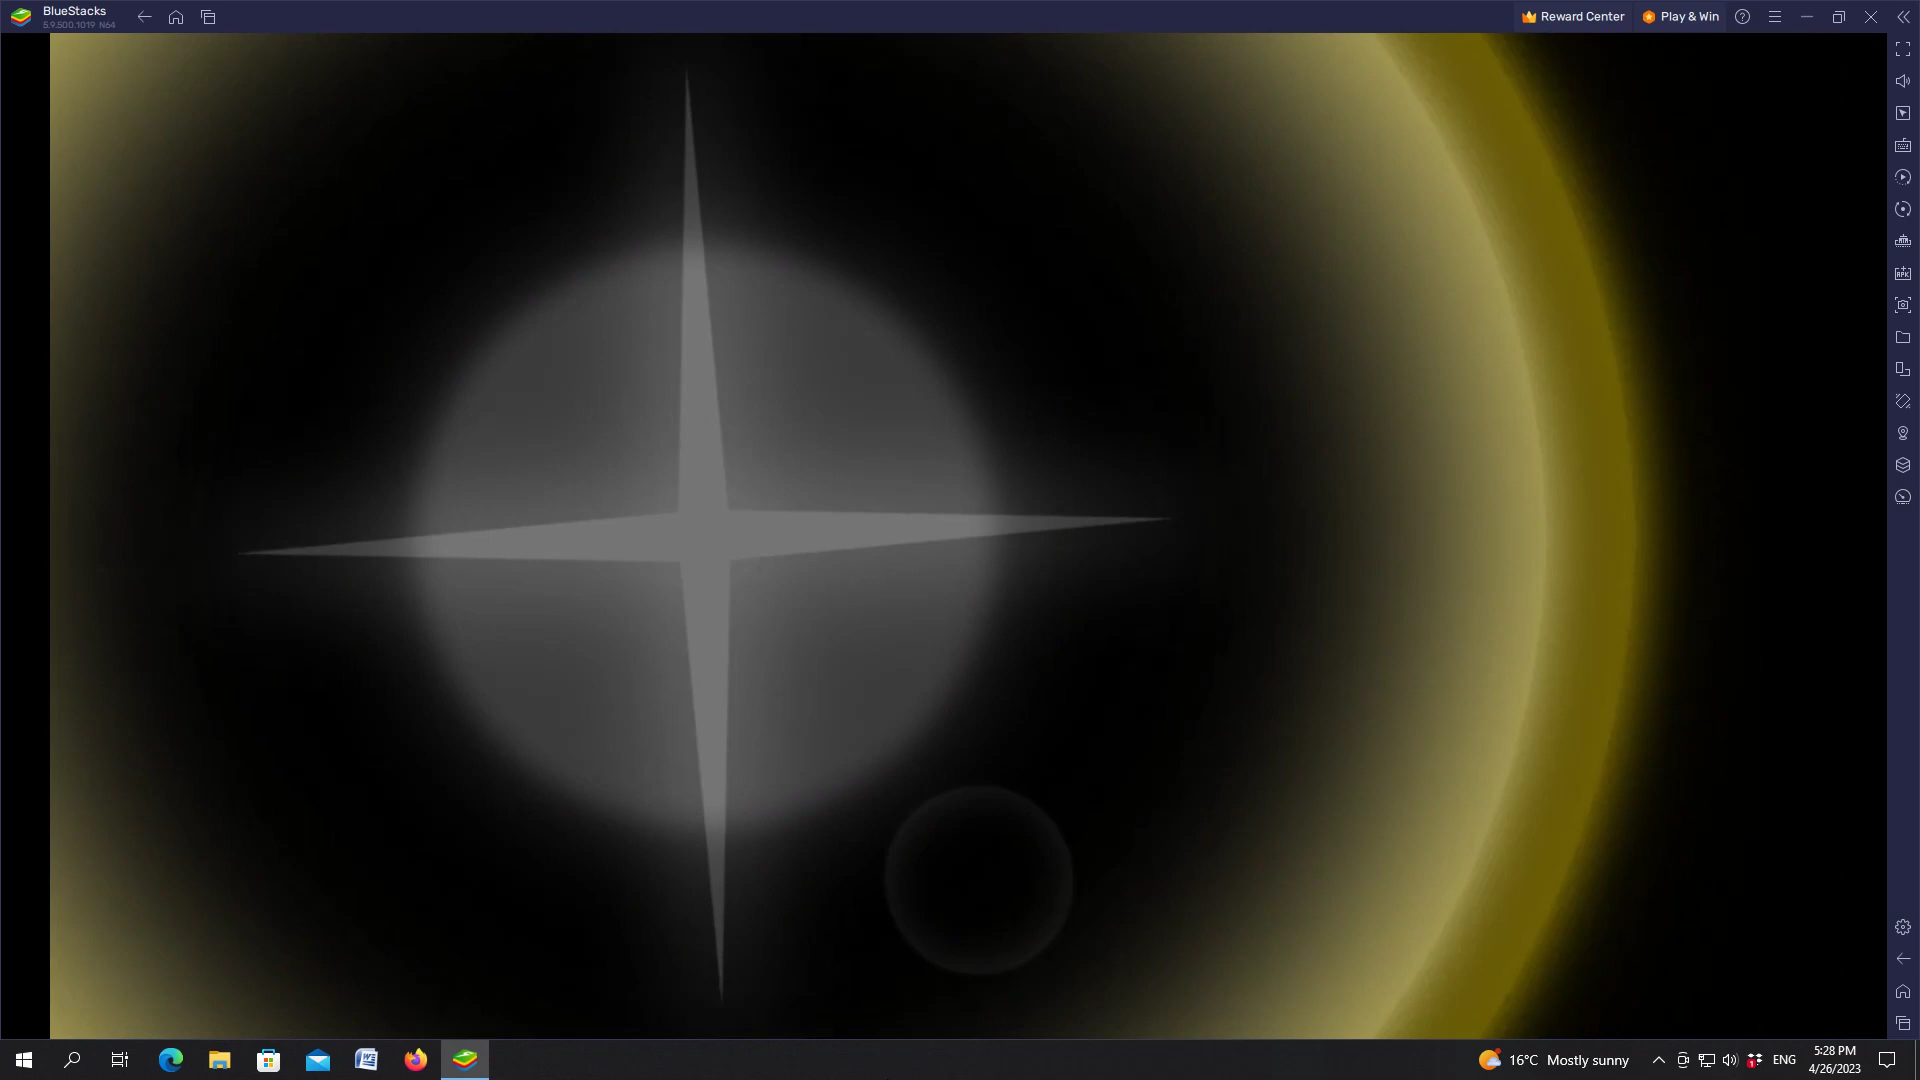 BlueStacks
5.9.500.1019 N64
Reward Center
Play & Win
16°C Mostly sunny
ENG
5:28 PM
4/26/2023